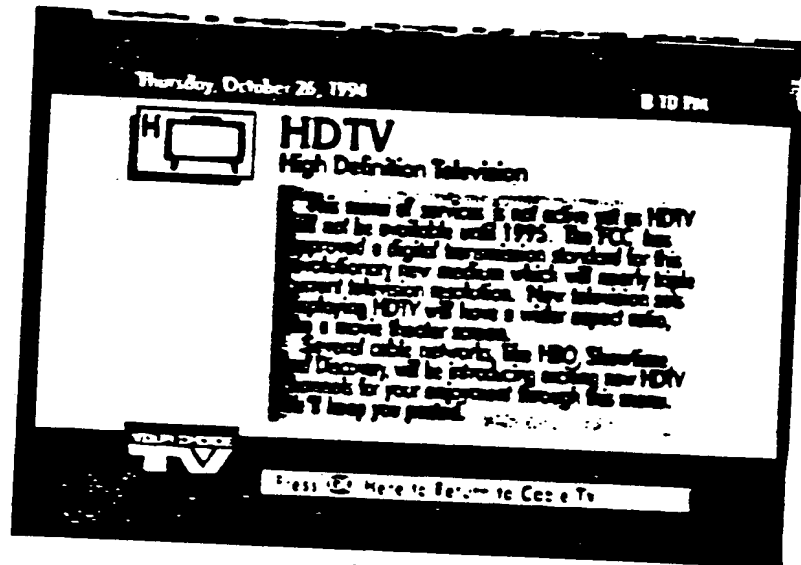 Thursday, October 26, 1994
8:10 PM
H
HDTV
High Definition Television
This menu of services is not active yet as HDTV
will not be available until 1995. The FCC has
approved a digital transmission standard for this
revolutionary new medium which will nearly triple
current television resolution. New television sets
displaying HDTV will have a wider aspect ratio,
like a movie theater screen.
Several cable networks, like HBO, Showtime
and Discovery, will be introducing exciting new HDTV
channels for your enjoyment through this menu.
We'll keep you posted.
YOUR CHOICE
TV
Press Here to Return to Cable TV